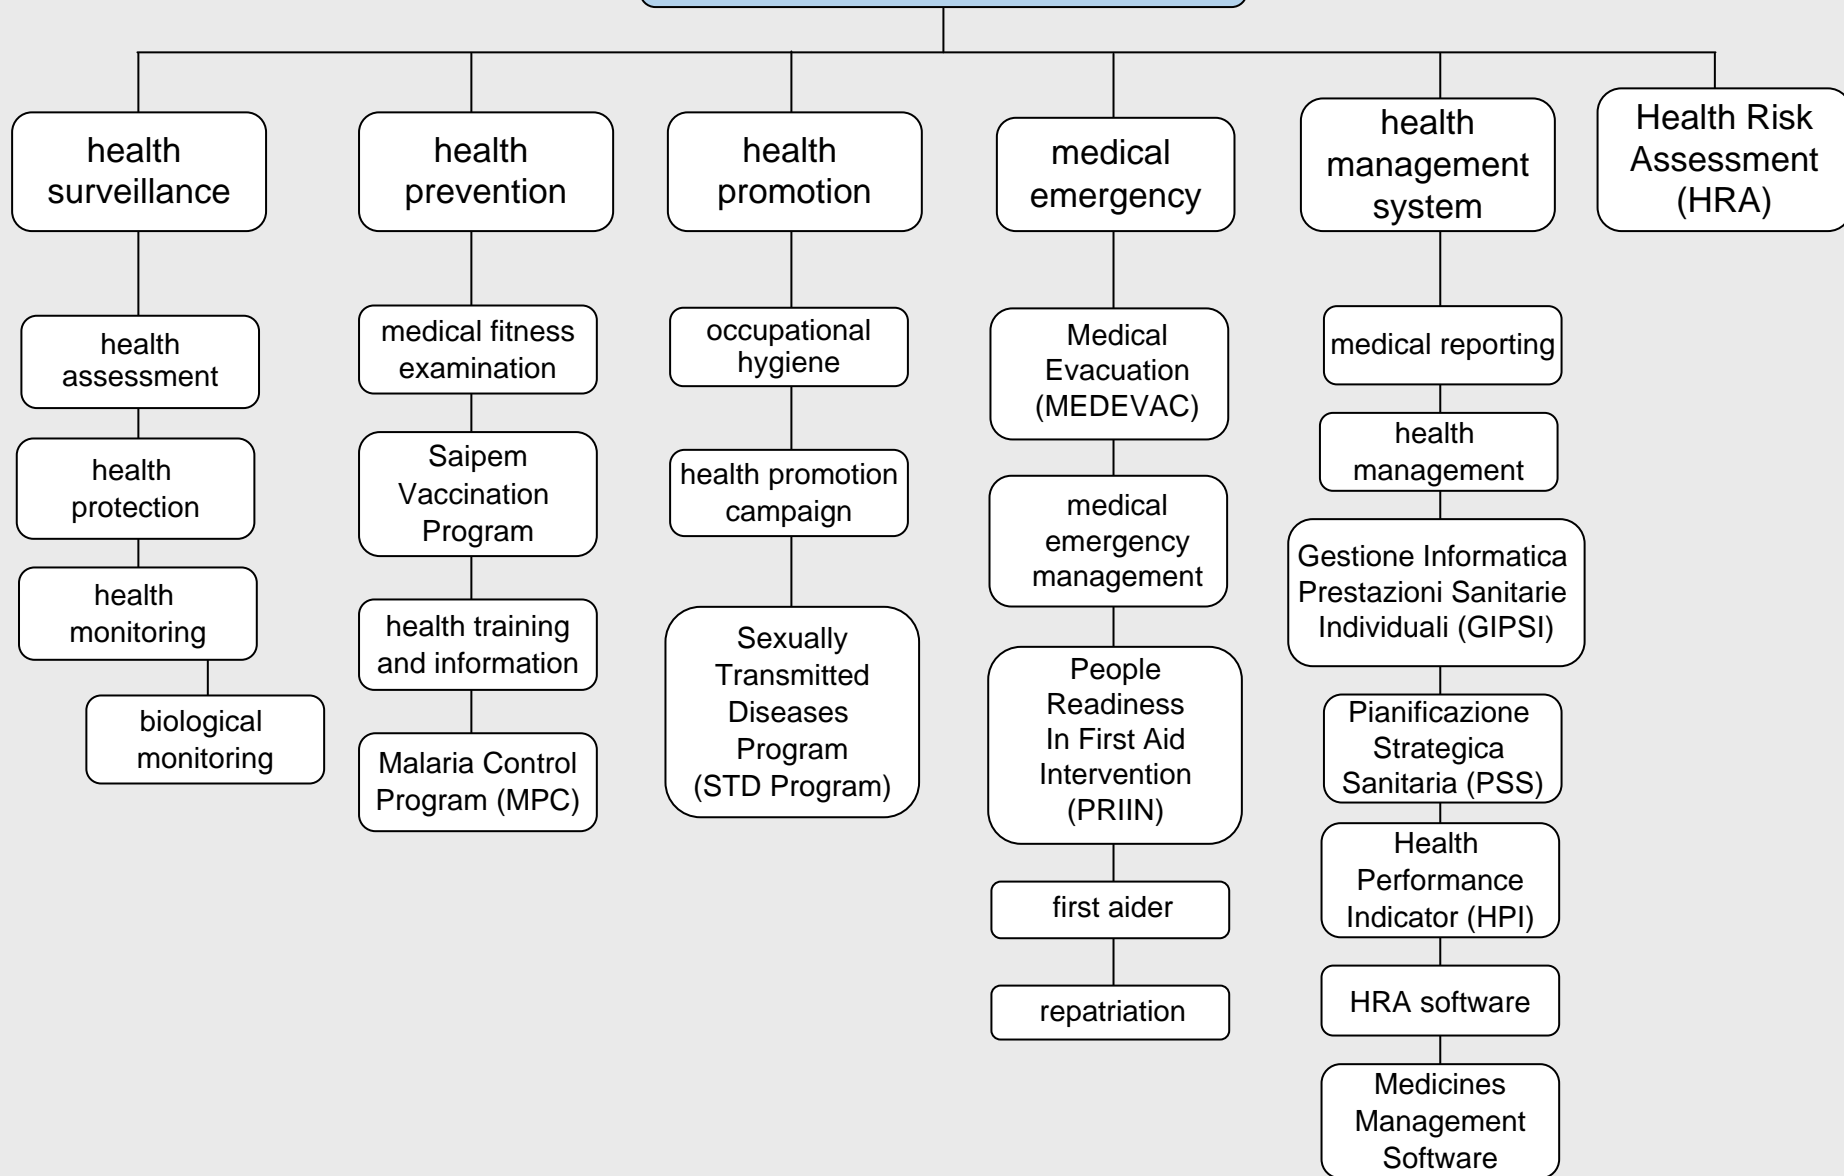 health
surveillance
health
assessment
health
protection
health
monitoring
biological
monitoring
health
prevention
medical fitness
examination
Saipem
Vaccination
Program
health training
and information
Malaria Control
Program (MPC)
health
promotion
occupational
hygiene
health promotion
campaign
Sexually
Transmitted
Diseases
Program
(STD Program)
medical
emergency
Medical
Evacuation
(MEDEVAC)
medical
emergency
management
People
Readiness
In First Aid
Intervention
(PRIIN)
first aider
repatriation
health
management
system
medical reporting
health
management
Gestione Informatica
Prestazioni Sanitarie
Individuali (GIPSI)
Pianificazione
Strategica
Sanitaria (PSS)
Health
Performance
Indicator (HPI)
HRA software
Medicines
Management
Software
Health Risk
Assessment
(HRA)